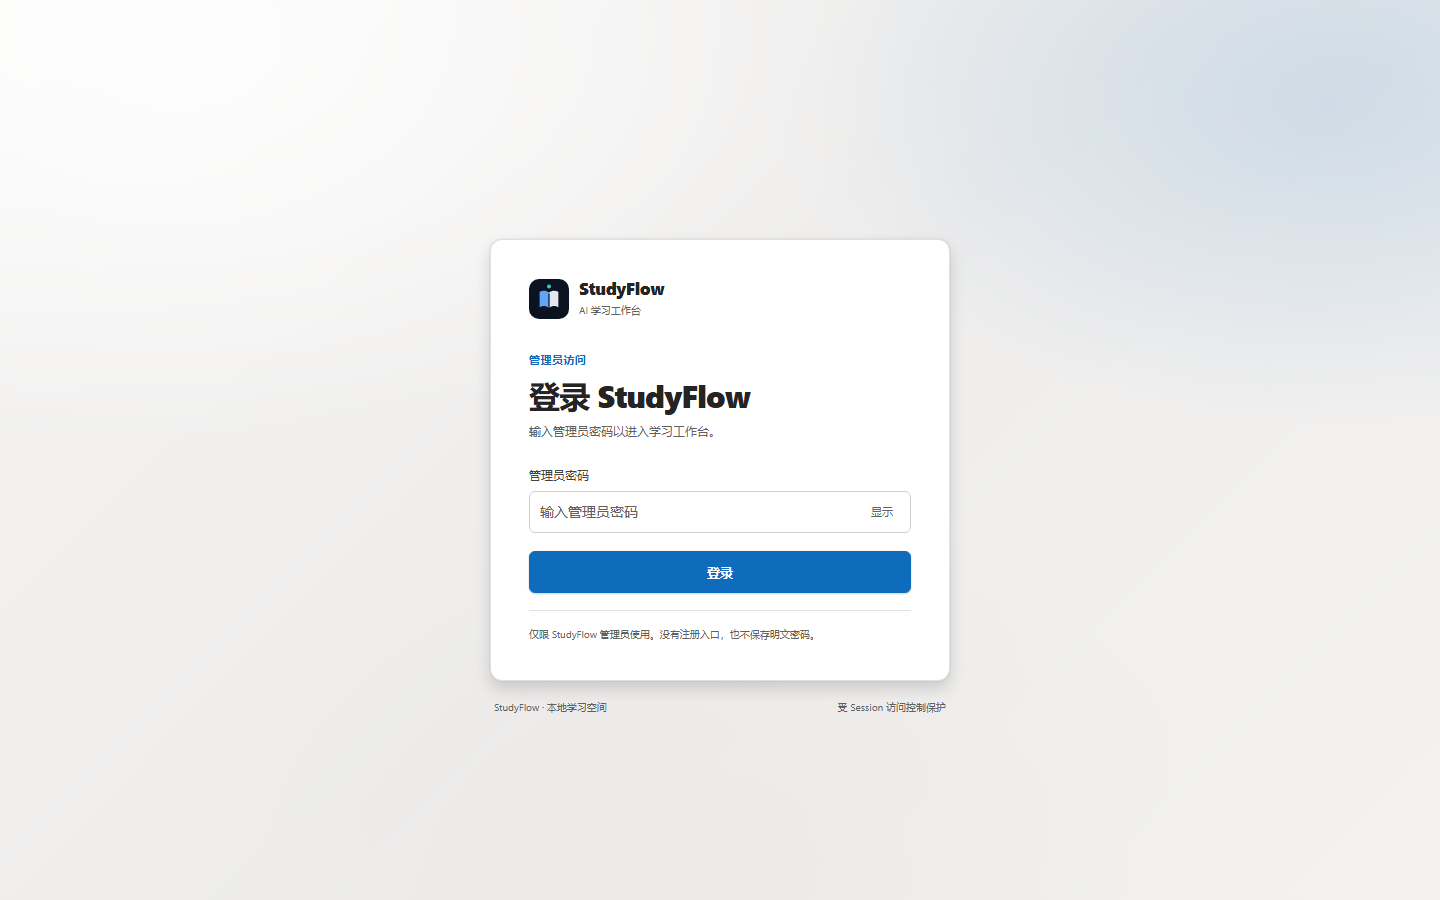 StudyFlow
AI 学习工作台
管理员访问
登录 StudyFlow
输入管理员密码以进入学习工作台。
管理员密码
输入管理员密码 显示
登录
仅限 StudyFlow 管理员使用。没有注册入口，也不保存明文密码。
StudyFlow · 本地学习空间 受 Session 访问控制保护